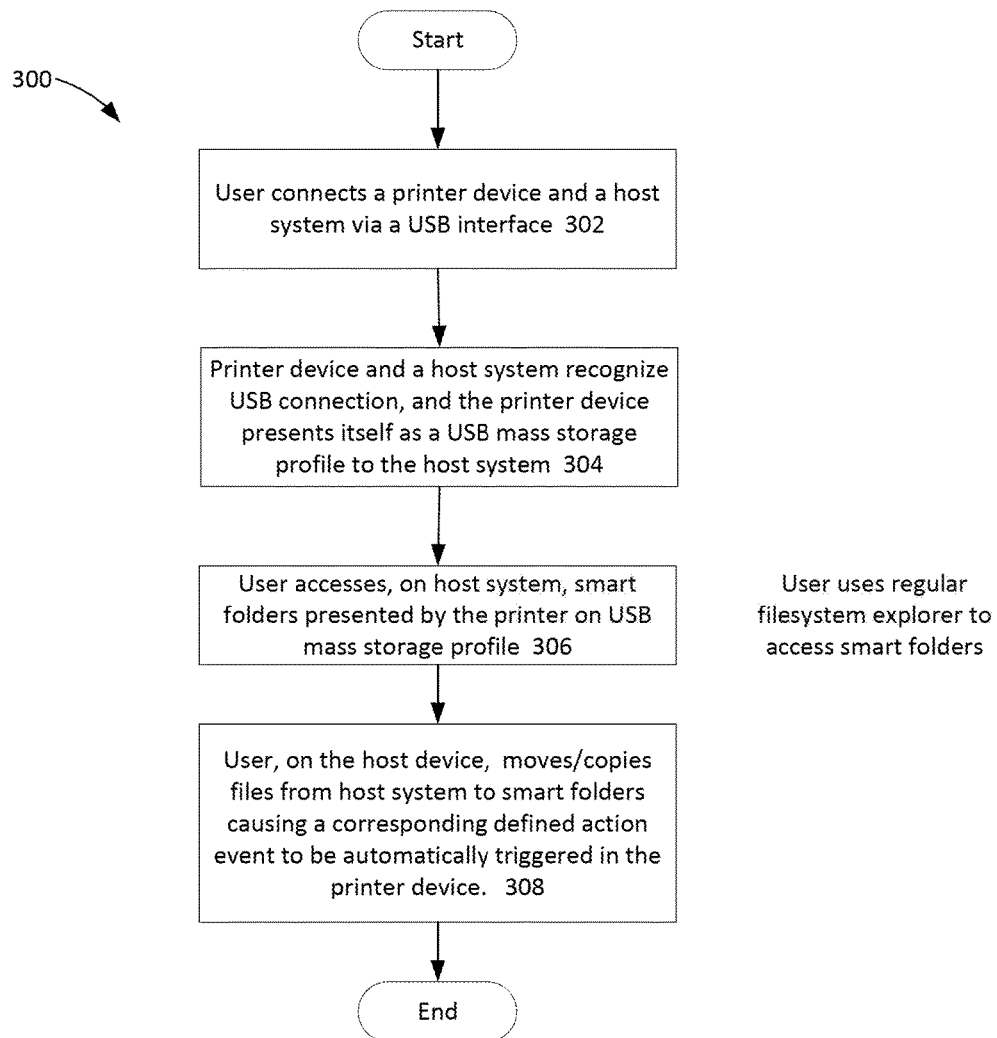 Start
300
User connects a printer device and a host
system via a USB interface 302
Printer device and a host system recognize
USB connection, and the printer device
presents itself as a USB mass storage
profile to the host system 304
User accesses, on host system, smart
folders presented by the printer on USB
mass storage profile 306
User uses regular
filesystem explorer to
access smart folders
User, on the host device, moves/copies
files from host system to smart folders
causing a corresponding defined action
event to be automatically triggered in the
printer device. 308
End